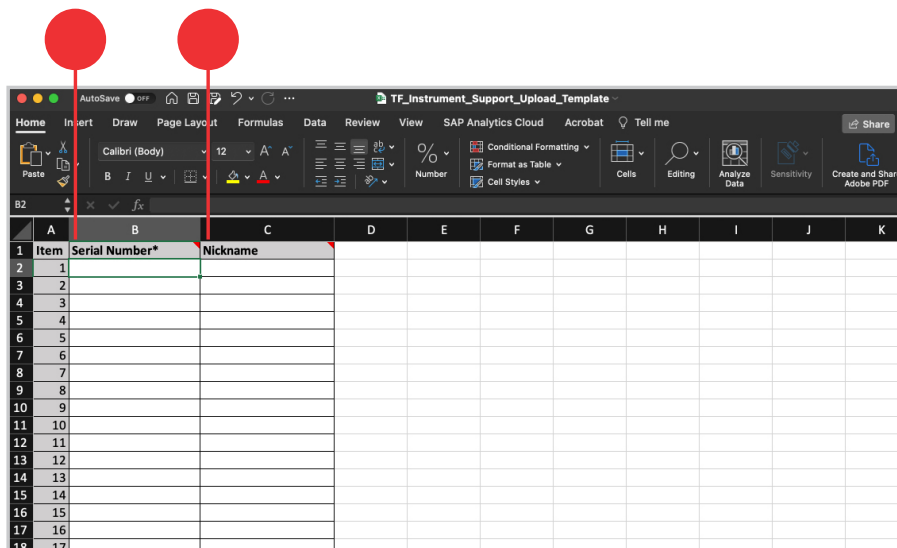 AutoSave OFF ... TF_Instrument_Support_Upload_Template
Home Insert Draw Page Layout Formulas Data Review View SAP Analytics Cloud Acrobat Tell me Share
Paste Calibri (Body) 12 A^ A B I U A ab % Number Conditional Formatting Format as Table Cell Styles Cells Editing Analyze Data Sensitivity Create and Shar Adobe PDF
B2 fx
A B C D E F G H I J K
1 Item Serial Number* Nickname
2 1
3 2
4 3
5 4
6 5
7 6
8 7
9 8
10 9
11 10
12 11
13 12
14 13
15 14
16 15
17 16
18 17